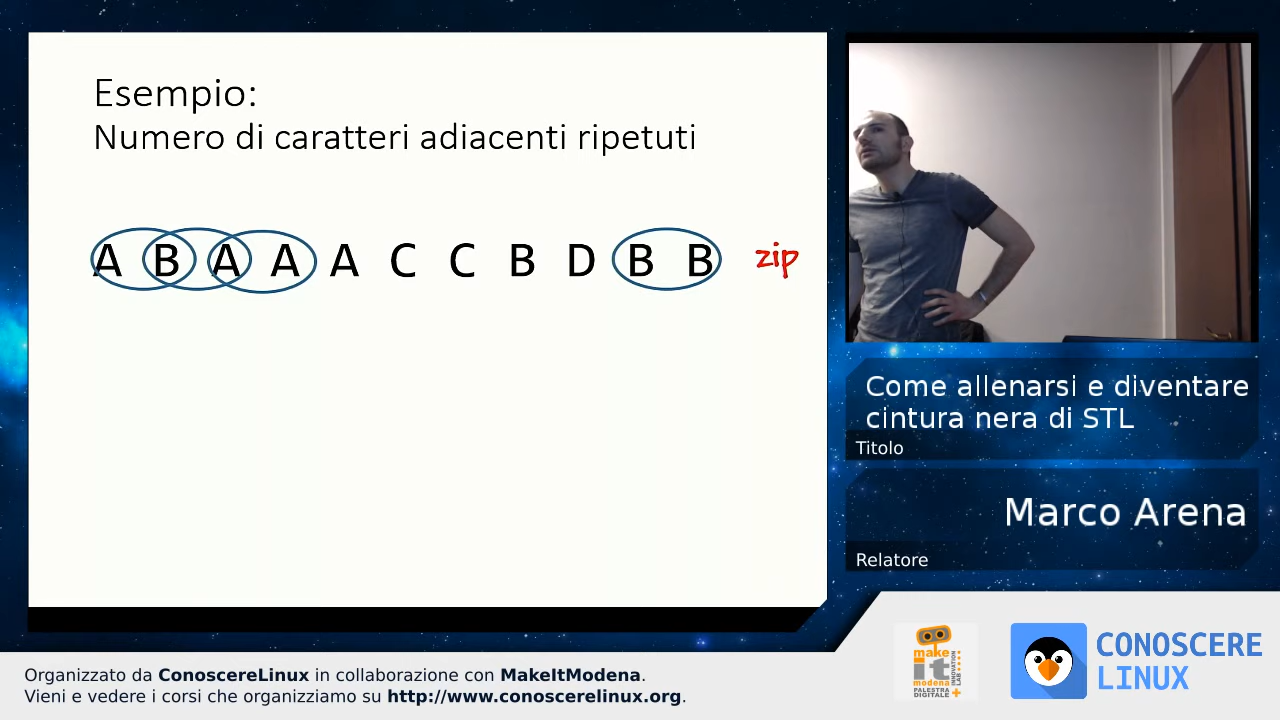 Esempio:
Numero di caratteri adiacenti ripetuti
A B A A A C C B D B B zip
Come allenarsi e diventare
cintura nera di STL
Titolo
Marco Arena
Relatore
make
it
modena
PALESTRA
DIGITALE
INNOVATION
LAB
CONOSCERE
LINUX
Organizzato da ConoscereLinux in collaborazione con MakeItModena.
Vieni e vedere i corsi che organizziamo su http://www.conoscerelinux.org.